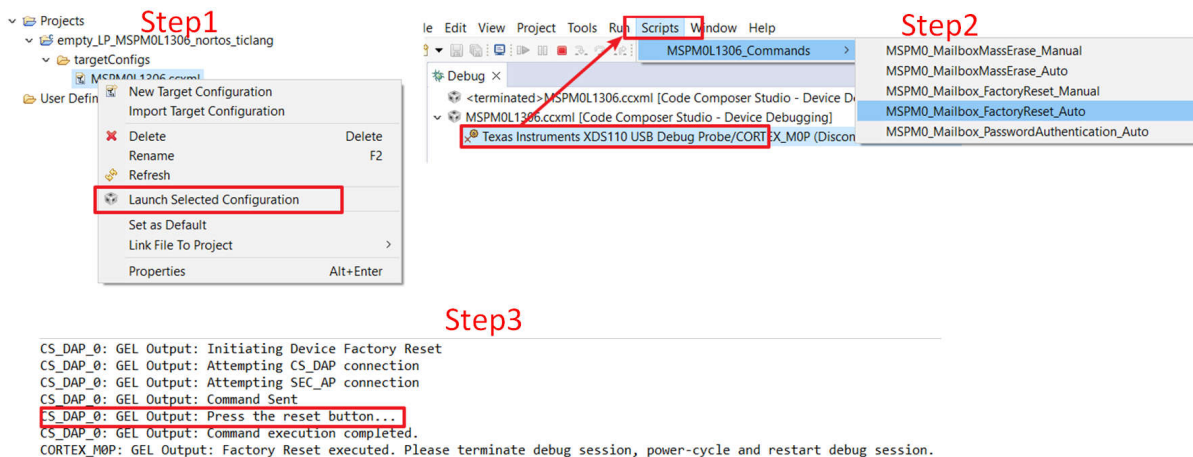 Step1
Projects
empty_LP_MSPM0L1306_nortos_ticlang
targetConfigs
MSPM0L1306.ccxml
User Defin
New Target Configuration
Import Target Configuration
Delete Delete
Rename F2
Refresh
Launch Selected Configuration
Set as Default
Link File To Project
Properties Alt+Enter
Step2
le Edit View Project Tools Run Scripts Window Help
MSPM0L1306_Commands
MSPM0_MailboxMassErase_Manual
MSPM0_MailboxMassErase_Auto
MSPM0_Mailbox_FactoryReset_Manual
MSPM0_Mailbox_FactoryReset_Auto
MSPM0_Mailbox_PasswordAuthentication_Auto
Debug
<terminated>MSPM0L1306.ccxml [Code Composer Studio - Device D
MSPM0L1306.ccxml [Code Composer Studio - Device Debugging]
Texas Instruments XDS110 USB Debug Probe/CORTEX_M0P (Discon
Step3
CS_DAP_0: GEL Output: Initiating Device Factory Reset
CS_DAP_0: GEL Output: Attempting CS_DAP connection
CS_DAP_0: GEL Output: Attempting SEC_AP connection
CS_DAP_0: GEL Output: Command Sent
CS_DAP_0: GEL Output: Press the reset button...
CS_DAP_0: GEL Output: Command execution completed.
CORTEX_M0P: GEL Output: Factory Reset executed. Please terminate debug session, power-cycle and restart debug session.